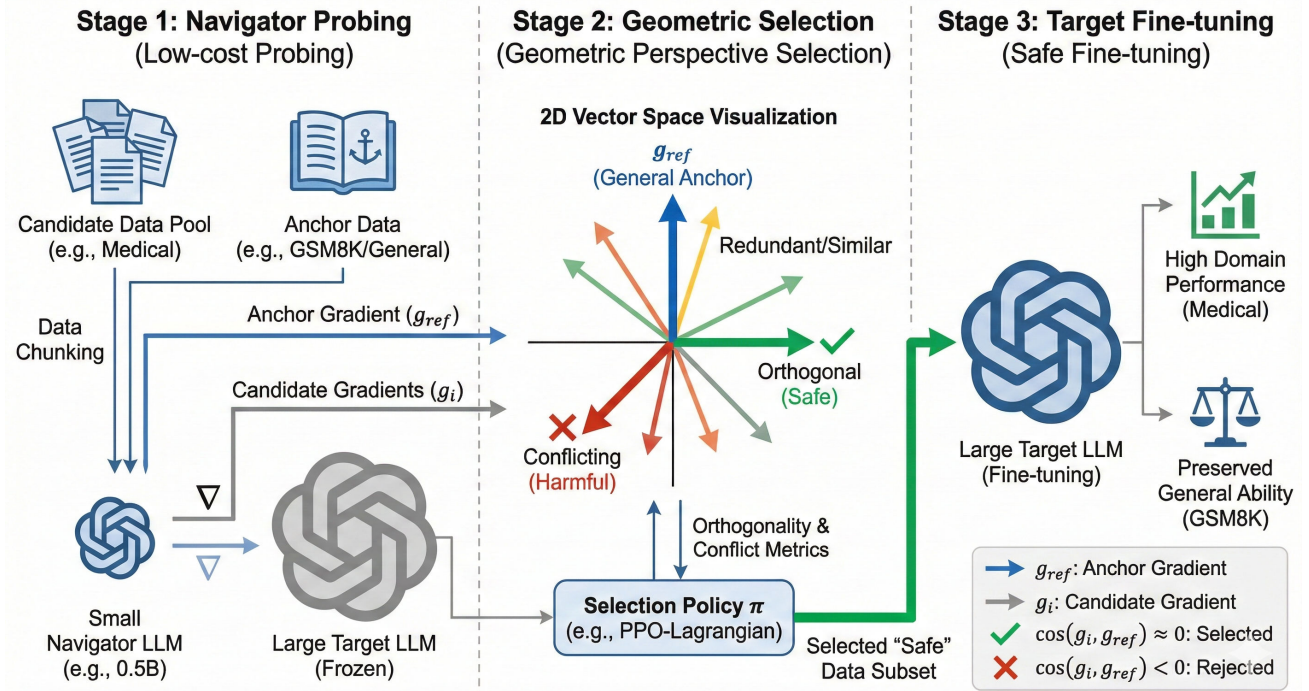 Stage 1: Navigator Probing
(Low-cost Probing)
Candidate Data Pool
(e.g., Medical)
Anchor Data
(e.g., GSM8K/General)
Data
Chunking
Anchor Gradient (g_ref)
Candidate Gradients (g_i)
∇
∇
Small
Navigator LLM
(e.g., 0.5B)
Large Target LLM
(Frozen)
Stage 2: Geometric Selection
(Geometric Perspective Selection)
2D Vector Space Visualization
g_ref
(General Anchor)
Redundant/Similar
Orthogonal
(Safe)
Conflicting
(Harmful)
Orthogonality &
Conflict Metrics
Selection Policy π
(e.g., PPO-Lagrangian)
Selected “Safe”
Data Subset
Stage 3: Target Fine-tuning
(Safe Fine-tuning)
Large Target LLM
(Fine-tuning)
High Domain
Performance
(Medical)
Preserved
General Ability
(GSM8K)
g_ref: Anchor Gradient
g_i: Candidate Gradient
cos(g_i, g_ref) ≈ 0: Selected
cos(g_i, g_ref) < 0: Rejected